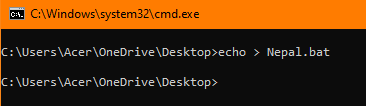 C:\Windows\system32\cmd.exe
C:\Users\Acer\OneDrive\Desktop>echo > Nepal.bat
C:\Users\Acer\OneDrive\Desktop>